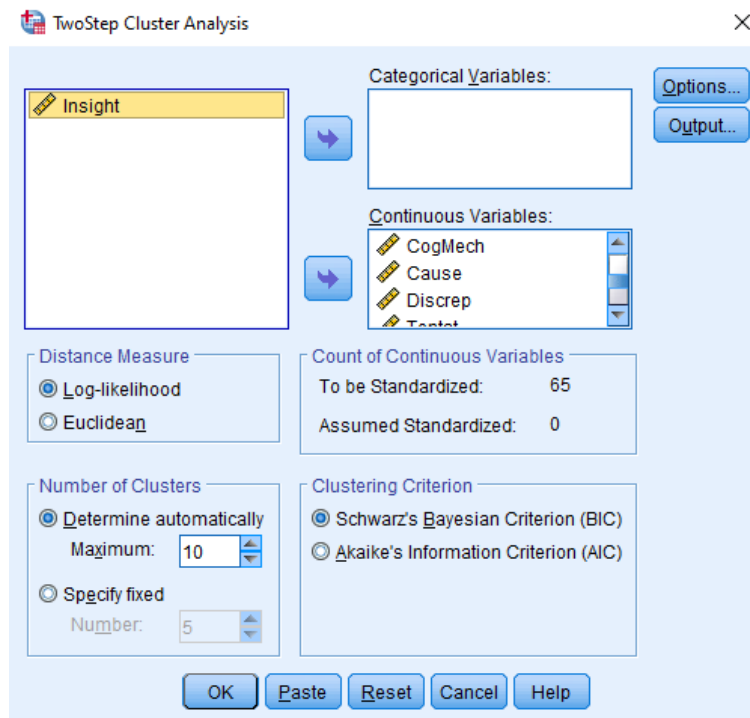 TwoStep Cluster Analysis
Insight
Categorical Variables:
Options...
Output...
Continuous Variables:
CogMech
Cause
Discrep
Tentat
Distance Measure
Log-likelihood
Euclidean
Count of Continuous Variables
To be Standardized: 65
Assumed Standardized: 0
Number of Clusters
Determine automatically
Maximum: 10
Specify fixed
Number: 5
Clustering Criterion
Schwarz's Bayesian Criterion (BIC)
Akaike's Information Criterion (AIC)
OK Paste Reset Cancel Help